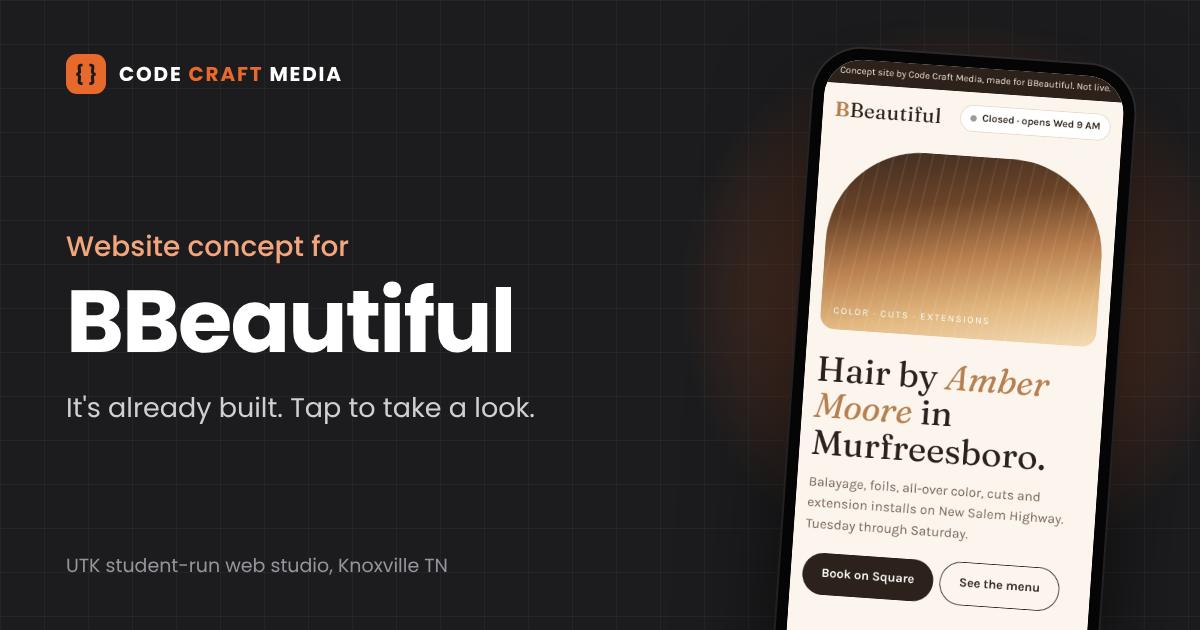 { } CODE CRAFT MEDIA
Website concept for
BBeautiful
It's already built. Tap to take a look.
UTK student-run web studio, Knoxville TN
Concept site by Code Craft Media, made for BBeautiful. Not live.
BBeautiful
Closed · opens Wed 9 AM
COLOR · CUTS · EXTENSIONS
Hair by Amber
Moore in
Murfreesboro.
Balayage, foils, all-over color, cuts and
extension installs on New Salem Highway.
Tuesday through Saturday.
Book on Square
See the menu